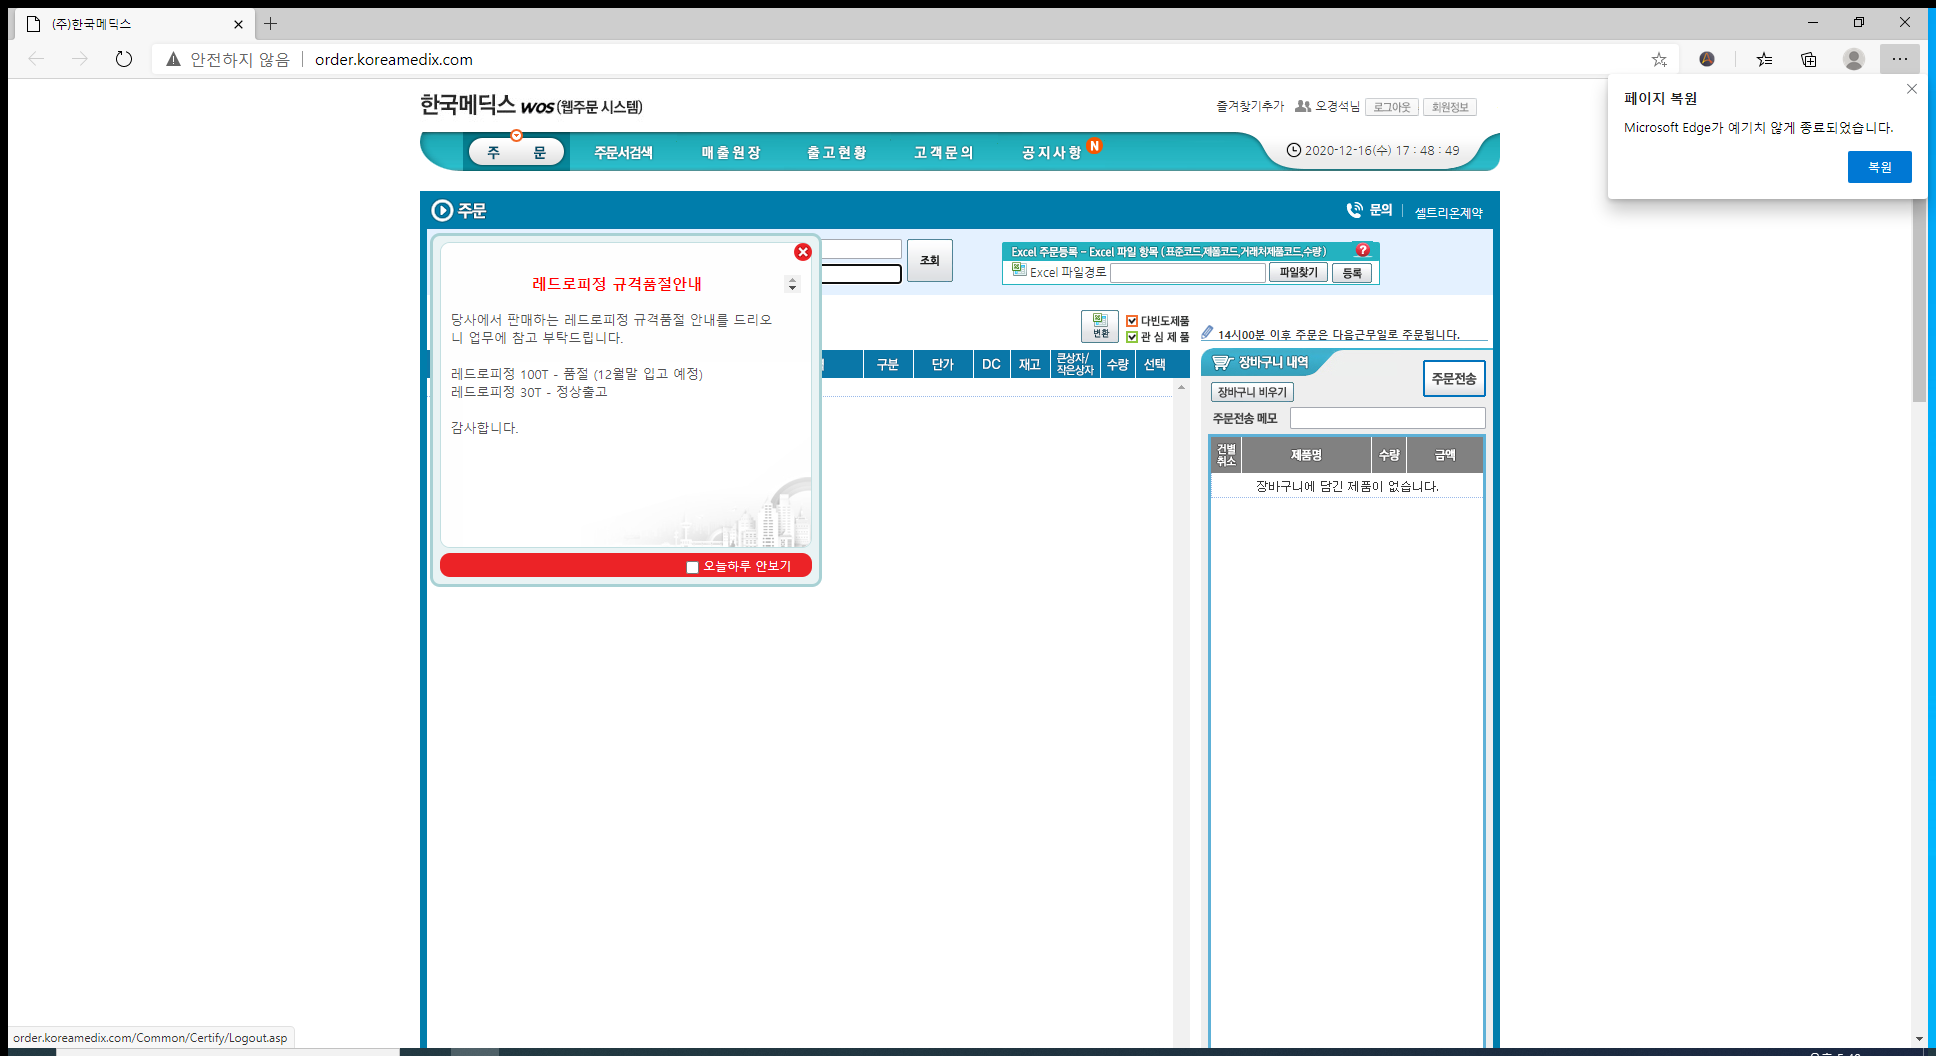 (주)한국메딕스
안전하지 않음
order.koreamedix.com
페이지 복원
Microsoft Edge가 예기치 않게 종료되었습니다.
복원
한국메딕스 WOS (웹주문 시스템)
즐겨찾기추가 오경석님 로그아웃 회원정보
주 문 주문서검색 매출원장 출고현황 고객문의 공지사항 N
2020-12-16(수) 17 : 48 : 49
주문
문의 셀트리온제약
조회
Excel 주문등록 - Excel 파일 항목 ( 표준코드,제품코드,거래처제품코드,수량 ) ?
Excel 파일경로 파일찾기 등록
레드로피정 규격품절안내
당사에서 판매하는 레드로피정 규격품절 안내를 드리오
니 업무에 참고 부탁드립니다.
레드로피정 100T - 품절 (12월말 입고 예정)
레드로피정 30T - 정상출고
감사합니다.
오늘하루 안보기
변환
다빈도제품
관 심 제 품
14시00분 이후 주문은 다음근무일로 주문됩니다.
구분 단가 DC 재고 큰상자/ 작은상자 수량 선택
장바구니 내역
주문전송
장바구니 비우기
주문전송 메모
건별 취소 제품명 수량 금액
장바구니에 담긴 제품이 없습니다.
order.koreamedix.com/Common/Certify/Logout.asp